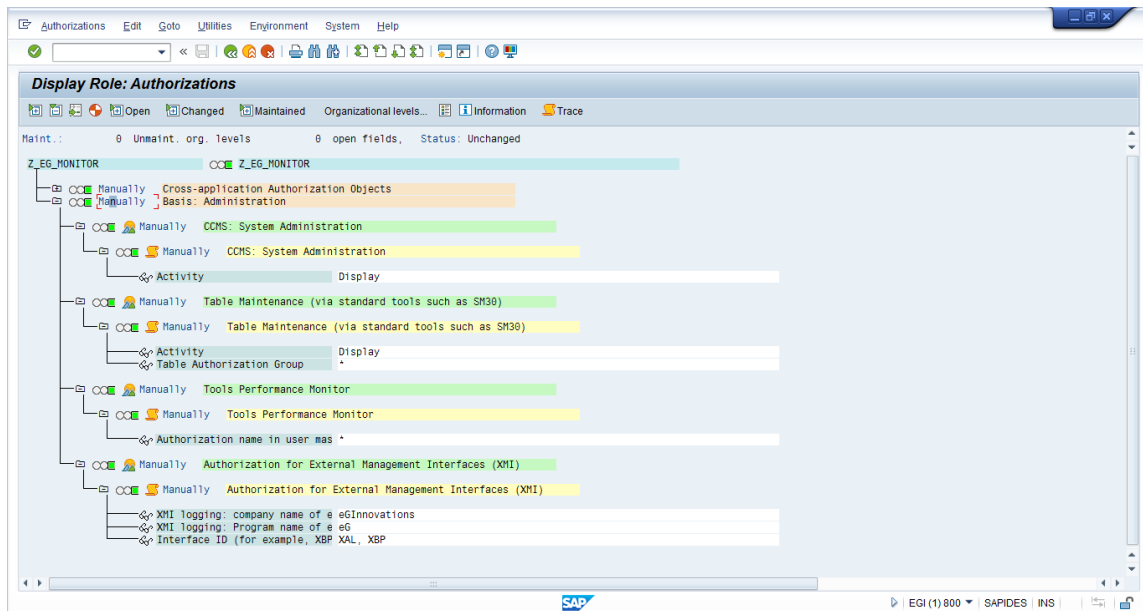 Authorizations Edit Goto Utilities Environment System Help
Display Role: Authorizations
Open Changed Maintained Organizational levels... Information Trace
Maint.: 0 Unmaint. org. levels 0 open fields, Status: Unchanged
Z_EG_MONITOR Z_EG_MONITOR
Manually Cross-application Authorization Objects
Manually Basis: Administration
Manually CCMS: System Administration
Manually CCMS: System Administration
Activity Display
Manually Table Maintenance (via standard tools such as SM30)
Manually Table Maintenance (via standard tools such as SM30)
Activity Display
Table Authorization Group *
Manually Tools Performance Monitor
Manually Tools Performance Monitor
Authorization name in user mas *
Manually Authorization for External Management Interfaces (XMI)
Manually Authorization for External Management Interfaces (XMI)
XMI logging: company name of e eGInnovations
XMI logging: Program name of e eG
Interface ID (for example, XBP XAL, XBP
SAP EGI (1) 800 SAPIDES INS